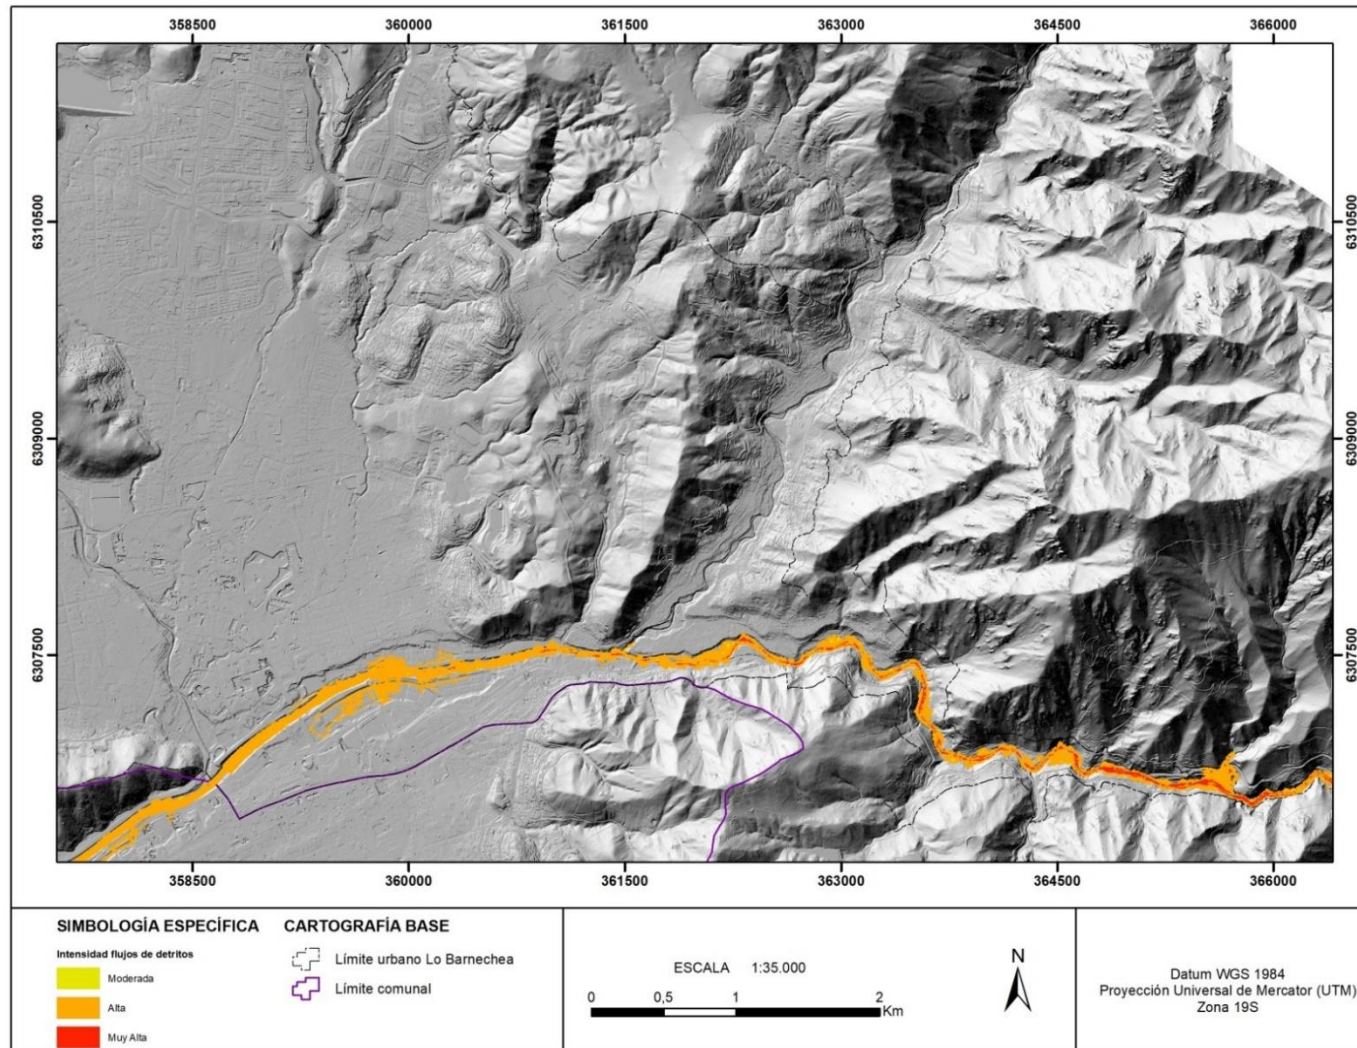 358500 360000 361500 363000 364500 366000
6310500 6310500
6309000 6309000
6307500 6307500
358500 360000 361500 363000 364500 366000
SIMBOLOGÍA ESPECÍFICA
Intensidad flujos de detritos
Moderada
Alta
Muy Alta
CARTOGRAFÍA BASE
Límite urbano Lo Barnechea
Límite comunal
ESCALA 1:35.000
0 0,5 1 2
Km
N
Datum WGS 1984
Proyección Universal de Mercator (UTM)
Zona 19S